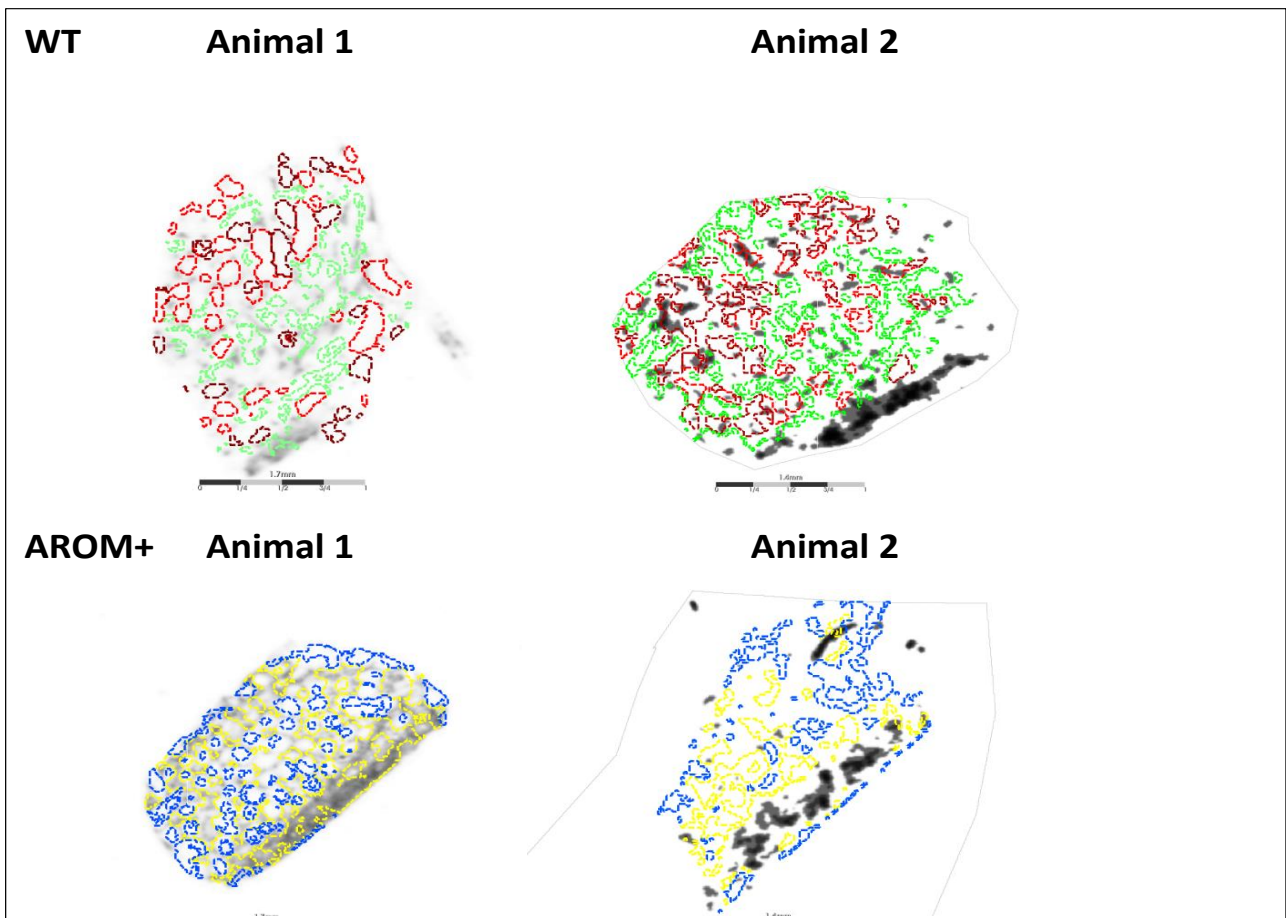 WT Animal 1 Animal 2
1.7mm
0 1/4 1/2 3/4 1
1.6mm
0 1/4 1/2 3/4 1
AROM+ Animal 1 Animal 2